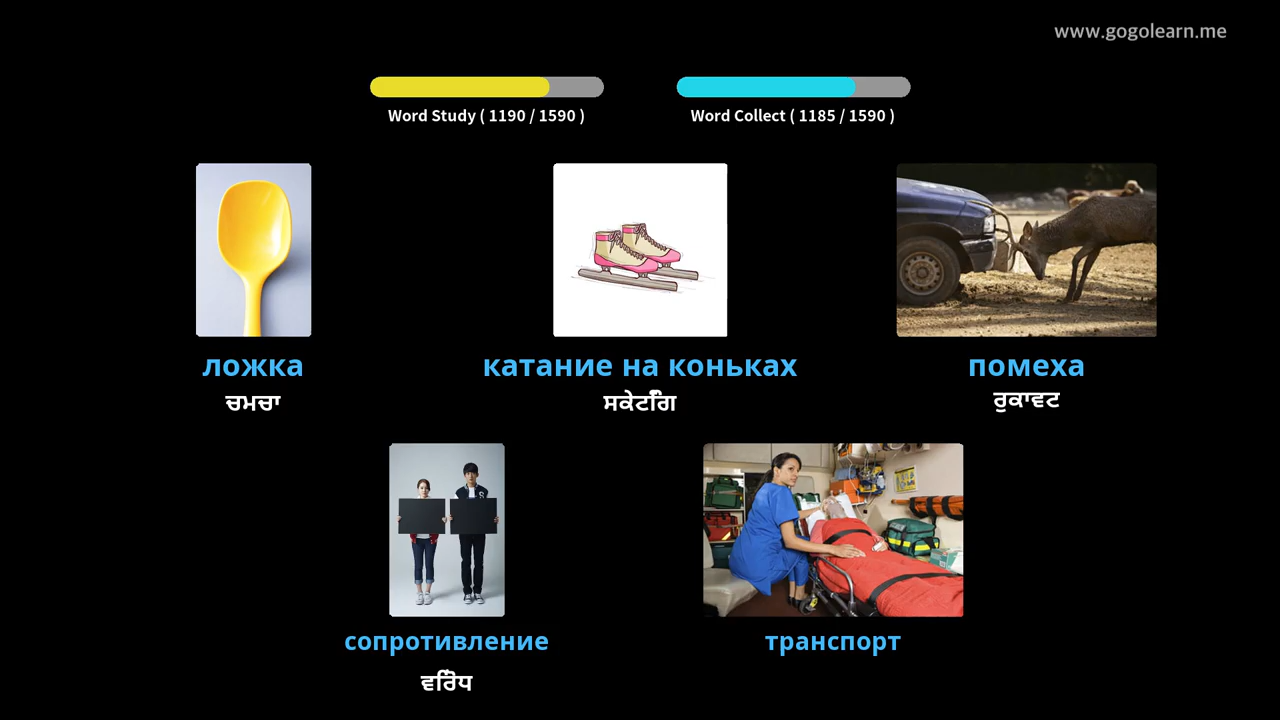 www.gogolearn.me
Word Study ( 1190 / 1590 )
Word Collect ( 1185 / 1590 )
ложка
ਚਮਚਾ
катание на коньках
ਸਕੇਟਿੰਗ
помеха
ਰੁਕਾਵਟ
сопротивление
ਵਿਰੋਧ
транспорт